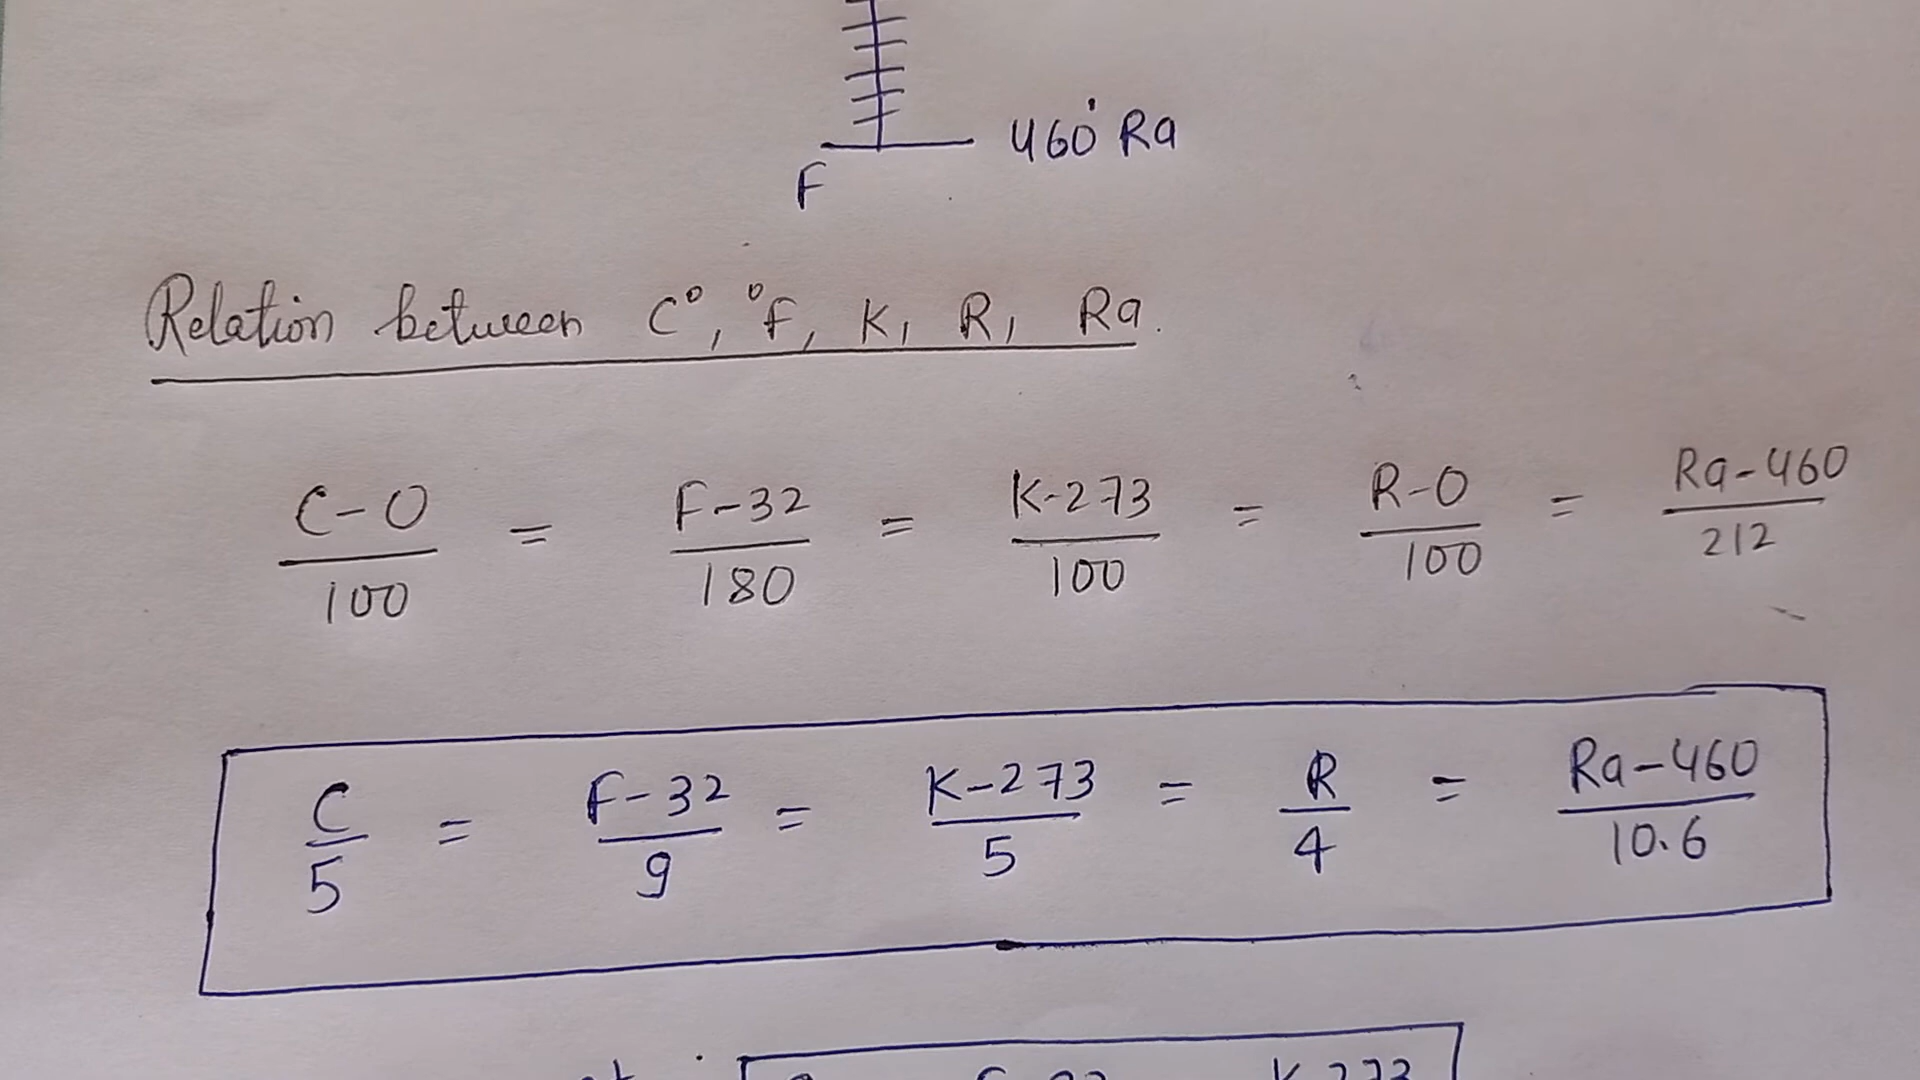 460° Ra
F
Relation between C°, °F, K, R, Ra.
C-0/100 = F-32/180 = K-273/100 = R-0/100 = Ra-460/212
C/5 = F-32/9 = K-273/5 = R/4 = Ra-460/10.6
K-273